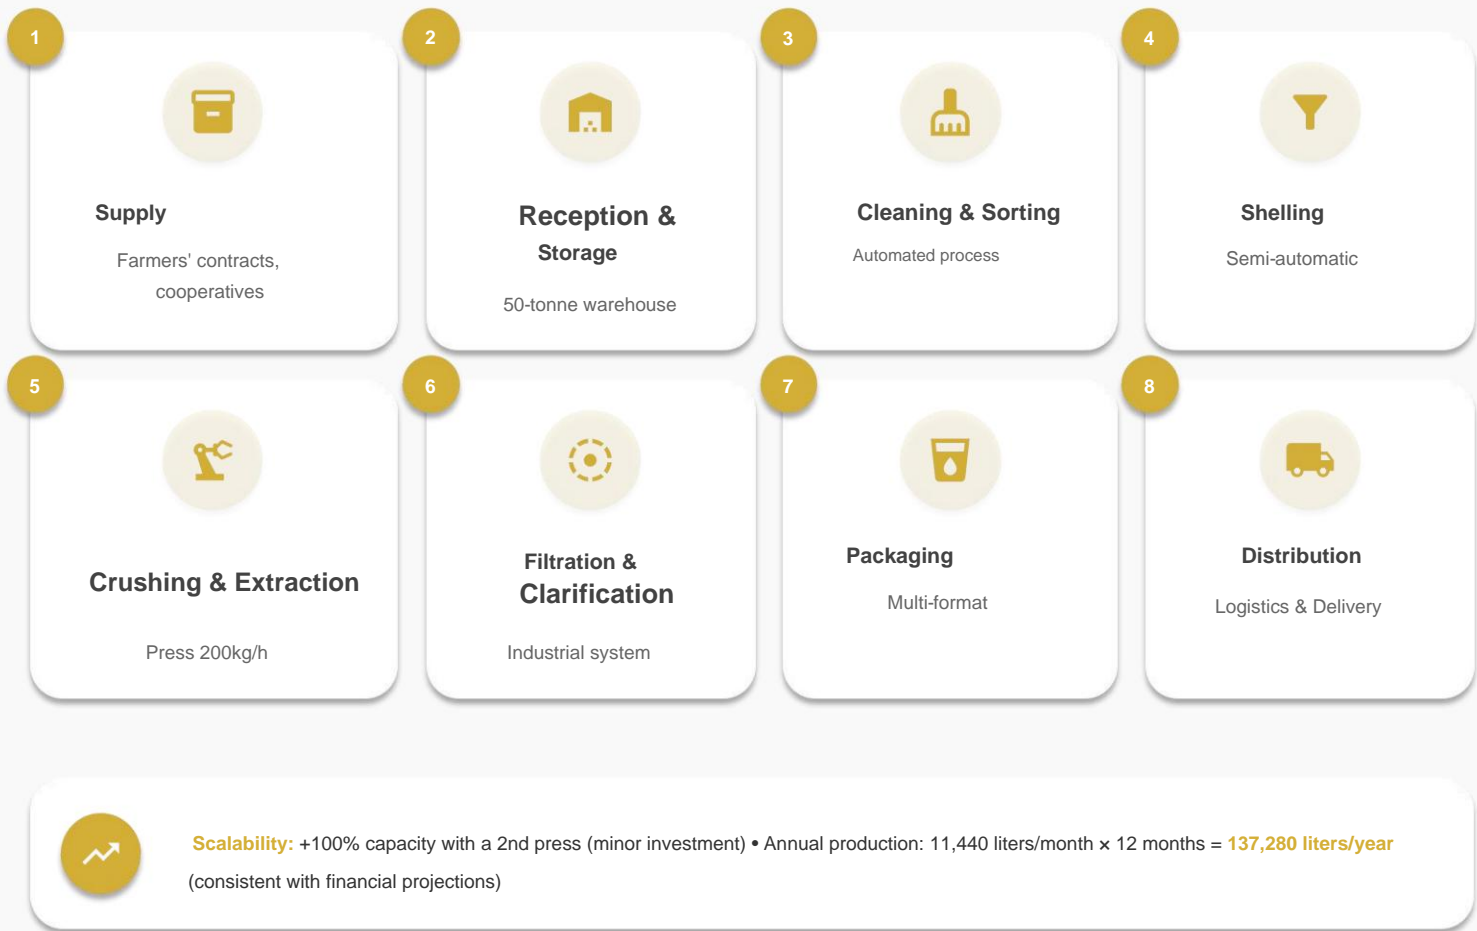 1
Supply
Farmers' contracts,
cooperatives
2
Reception &
Storage
50-tonne warehouse
3
Cleaning & Sorting
Automated process
4
Shelling
Semi-automatic
5
Crushing & Extraction
Press 200kg/h
6
Filtration &
Clarification
Industrial system
7
Packaging
Multi-format
8
Distribution
Logistics & Delivery
Scalability: +100% capacity with a 2nd press (minor investment) • Annual production: 11,440 liters/month × 12 months = 137,280 liters/year
(consistent with financial projections)